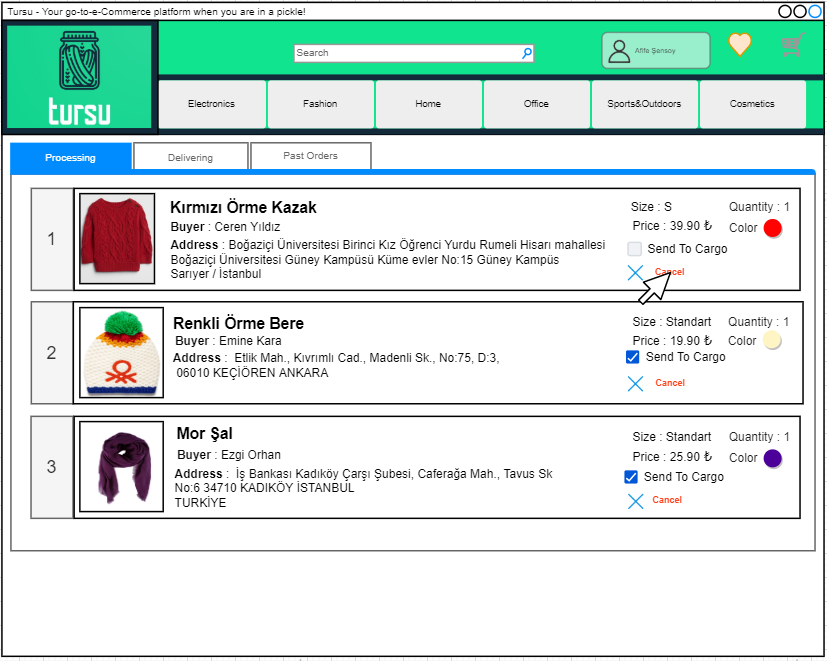 Tursu - Your go-to-e-Commerce platform when you are in a pickle!
tursu
Search
Afife Şensoy
Electronics
Fashion
Home
Office
Sports&Outdoors
Cosmetics
Processing
Delivering
Past Orders
1
Kırmızı Örme Kazak
Buyer : Ceren Yıldız
Address : Boğaziçi Üniversitesi Birinci Kız Öğrenci Yurdu Rumeli Hisarı mahallesi
Boğaziçi Üniversitesi Güney Kampüsü Küme evler No:15 Güney Kampüs
Sarıyer / İstanbul
Size : S
Quantity : 1
Price : 39.90 ₺
Color
Send To Cargo
Cancel
2
Renkli Örme Bere
Buyer : Emine Kara
Address : Etlik Mah., Kıvrımlı Cad., Madenli Sk., No:75, D:3,
06010 KEÇİÖREN ANKARA
Size : Standart
Quantity : 1
Price : 19.90 ₺
Color
Send To Cargo
Cancel
3
Mor Şal
Buyer : Ezgi Orhan
Address : İş Bankası Kadıköy Çarşı Şubesi, Caferağa Mah., Tavus Sk
No:6 34710 KADIKÖY İSTANBUL
TURKİYE
Size : Standart
Quantity : 1
Price : 25.90 ₺
Color
Send To Cargo
Cancel